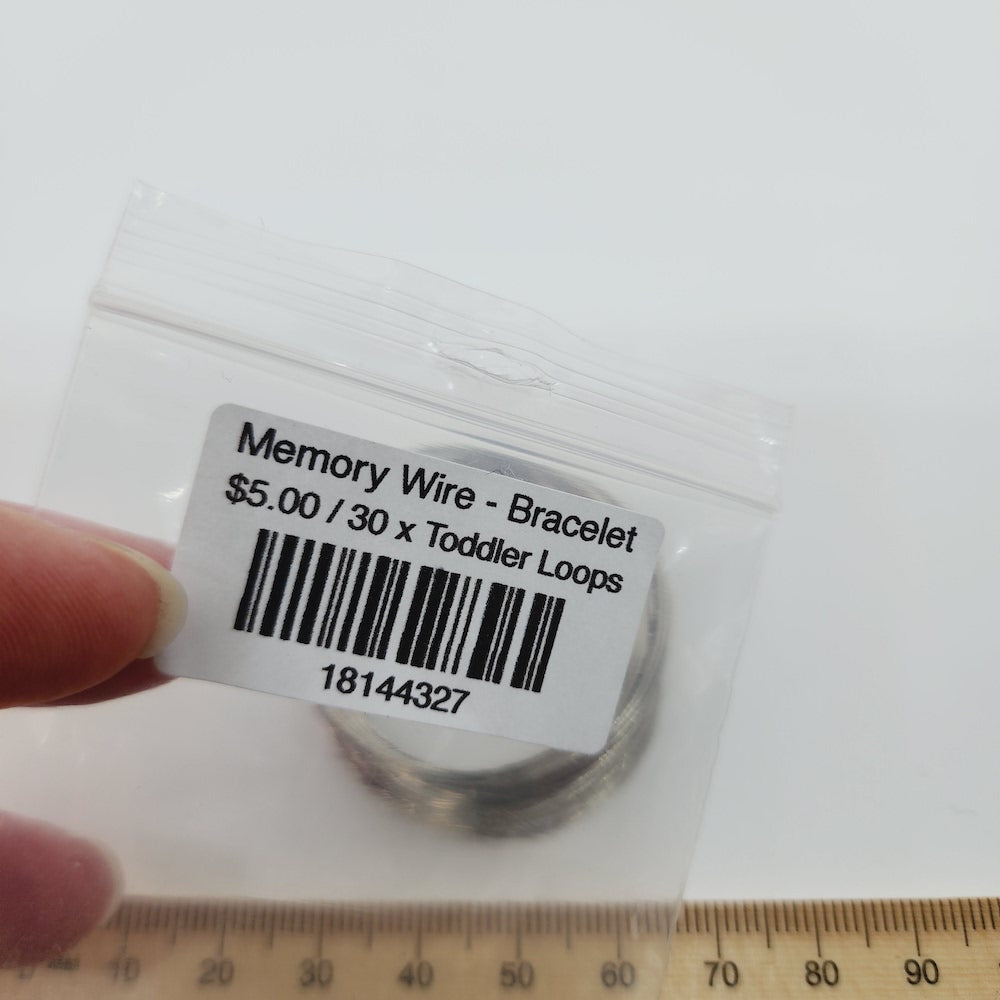 Memory Wire - Bracelet
$5.00 / 30 x Toddler Loops
18144327
10 20 30 40 50 60 70 80 90